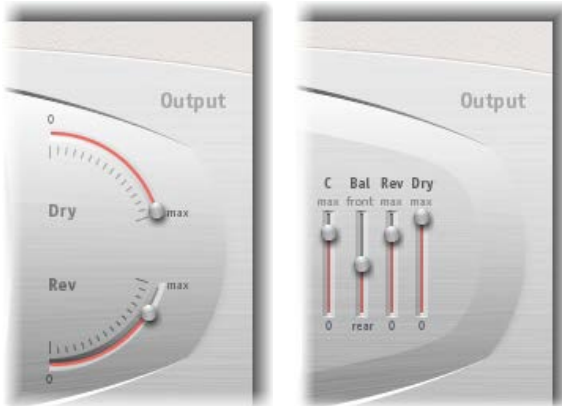 Output
0
max
Dry
Rev
max
0
Output
C Bal Rev Dry
max front max max
0 rear 0 0